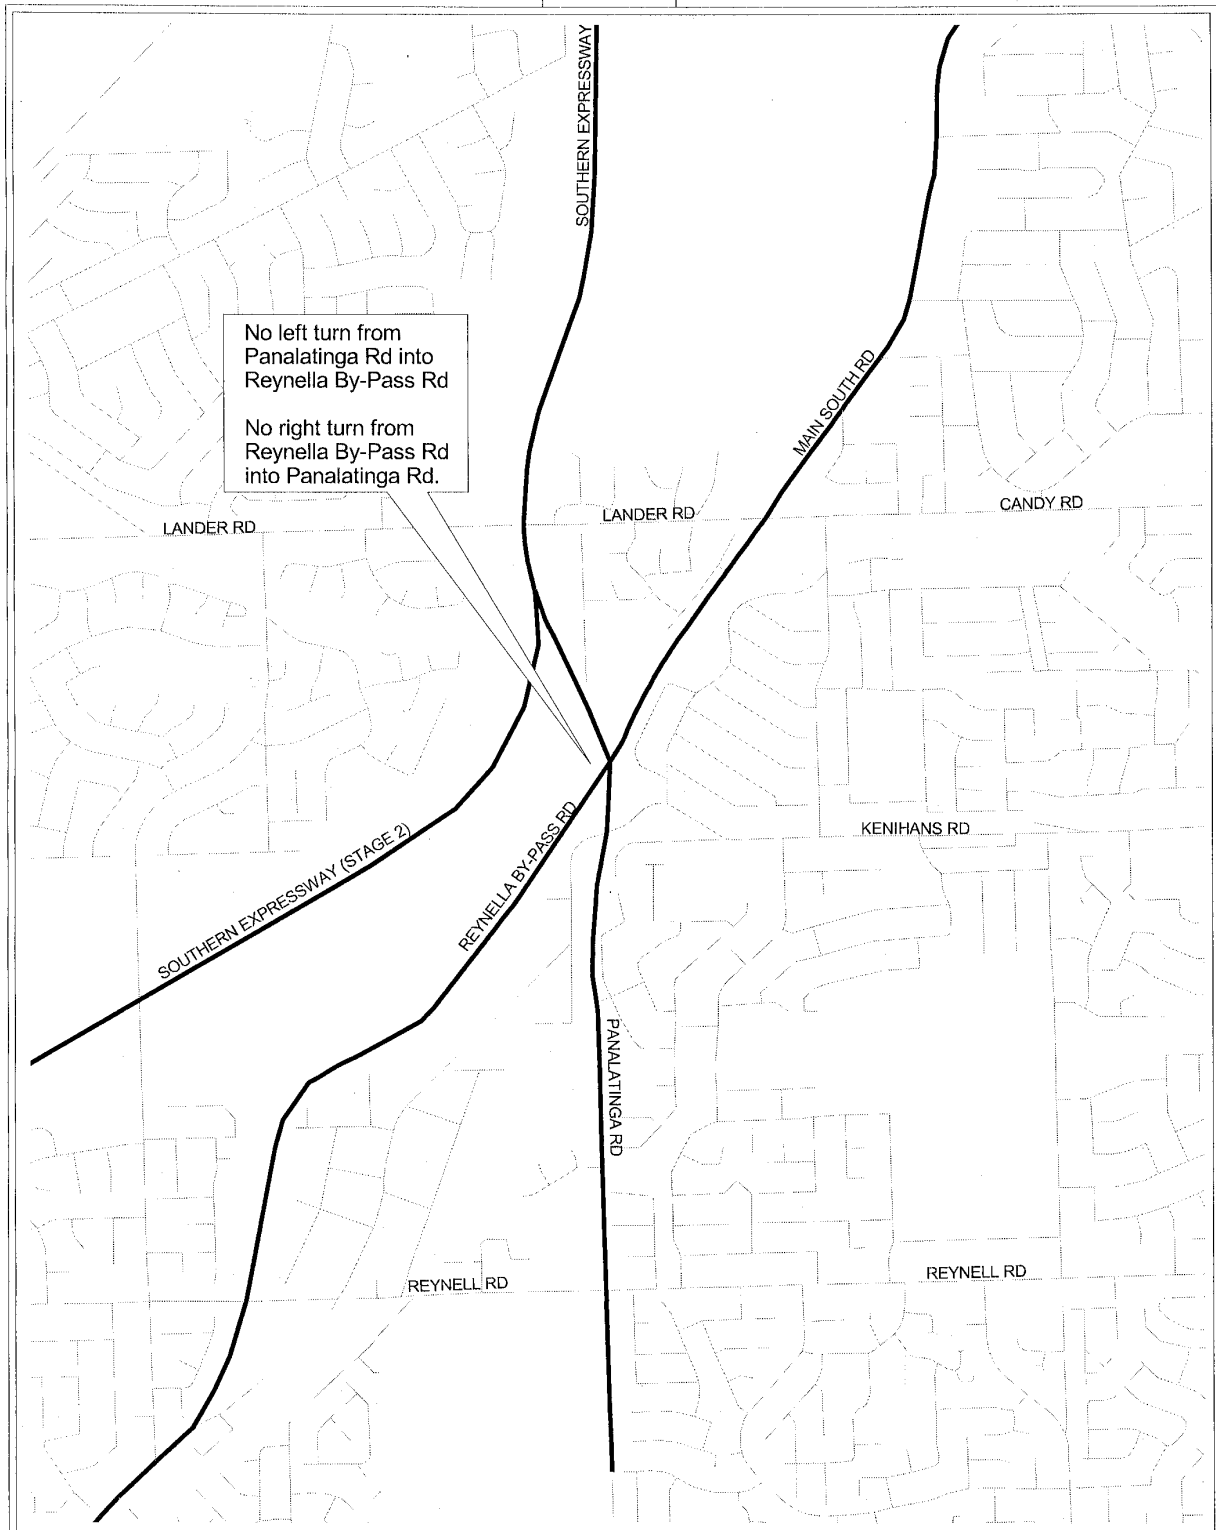 SOUTHERN EXPRESSWAY
No left turn from
Panalatinga Rd into
Reynella By-Pass Rd
No right turn from
Reynella By-Pass Rd
into Panalatinga Rd.
MAIN SOUTH RD
LANDER RD
LANDER RD
CANDY RD
KENIHANS RD
SOUTHERN EXPRESSWAY (STAGE 2)
REYNELLA BY-PASS RD
PANALATINGA RD
REYNELL RD
REYNELL RD